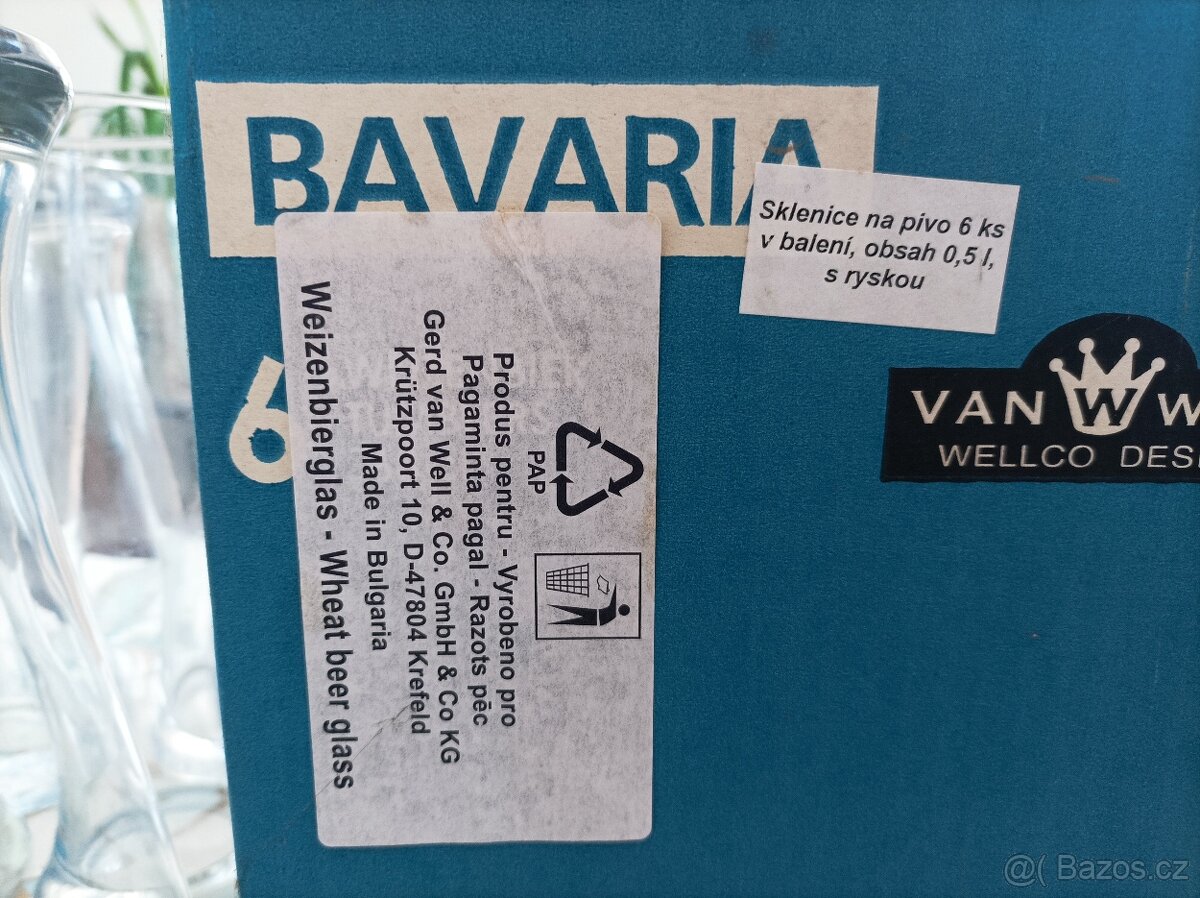 BAVARIA
Sklenice na pivo 6 ks
v balení, obsah 0,5 l,
s ryskou
6
VAN W W
WELLCO DES
PAP
Produs pentru - Vyrobeno pro
Pagaminta pagal - Razots pēc
Gerd van Well & Co. GmbH & Co KG
Krützpoort 10, D-47804 Krefeld
Made in Bulgaria
Weizenbierglas - Wheat beer glass
@( Bazos.cz